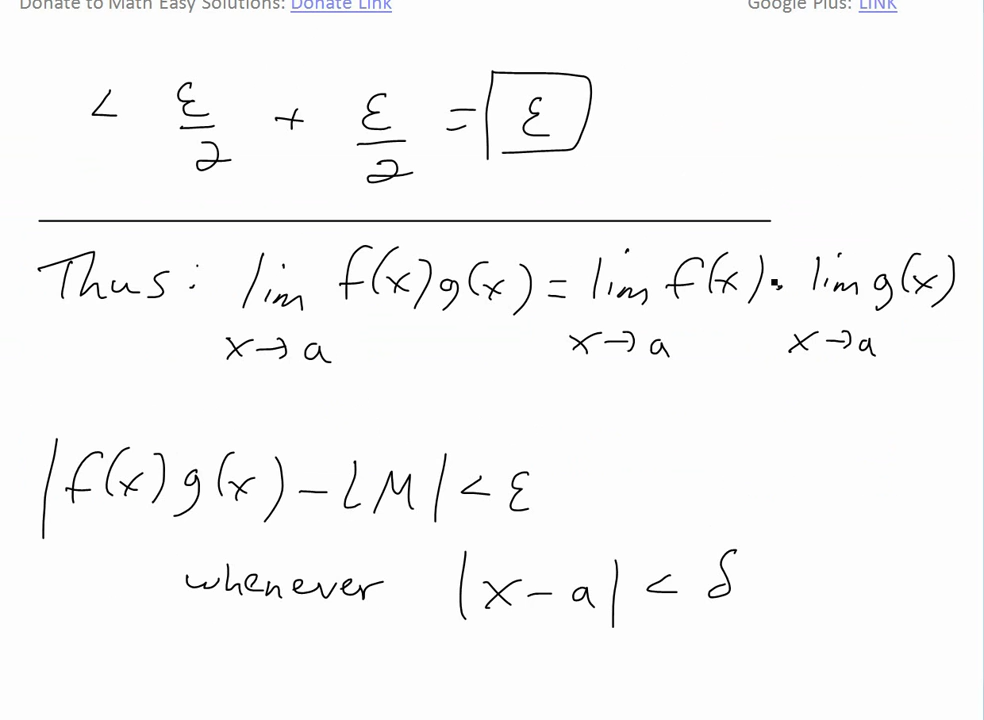 Donate to Math Easy Solutions: Donate Link Google Plus: LINK
< ε/2 + ε/2 = ε
Thus: lim f(x)g(x) = lim f(x) · lim g(x)
x→a x→a x→a
|f(x)g(x) − LM| < ε
whenever |x − a| < δ